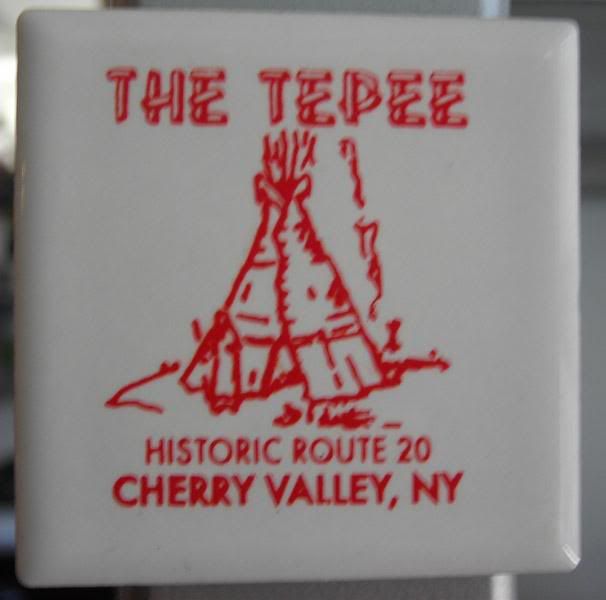 THE TEPEE
HISTORIC ROUTE 20
CHERRY VALLEY, NY